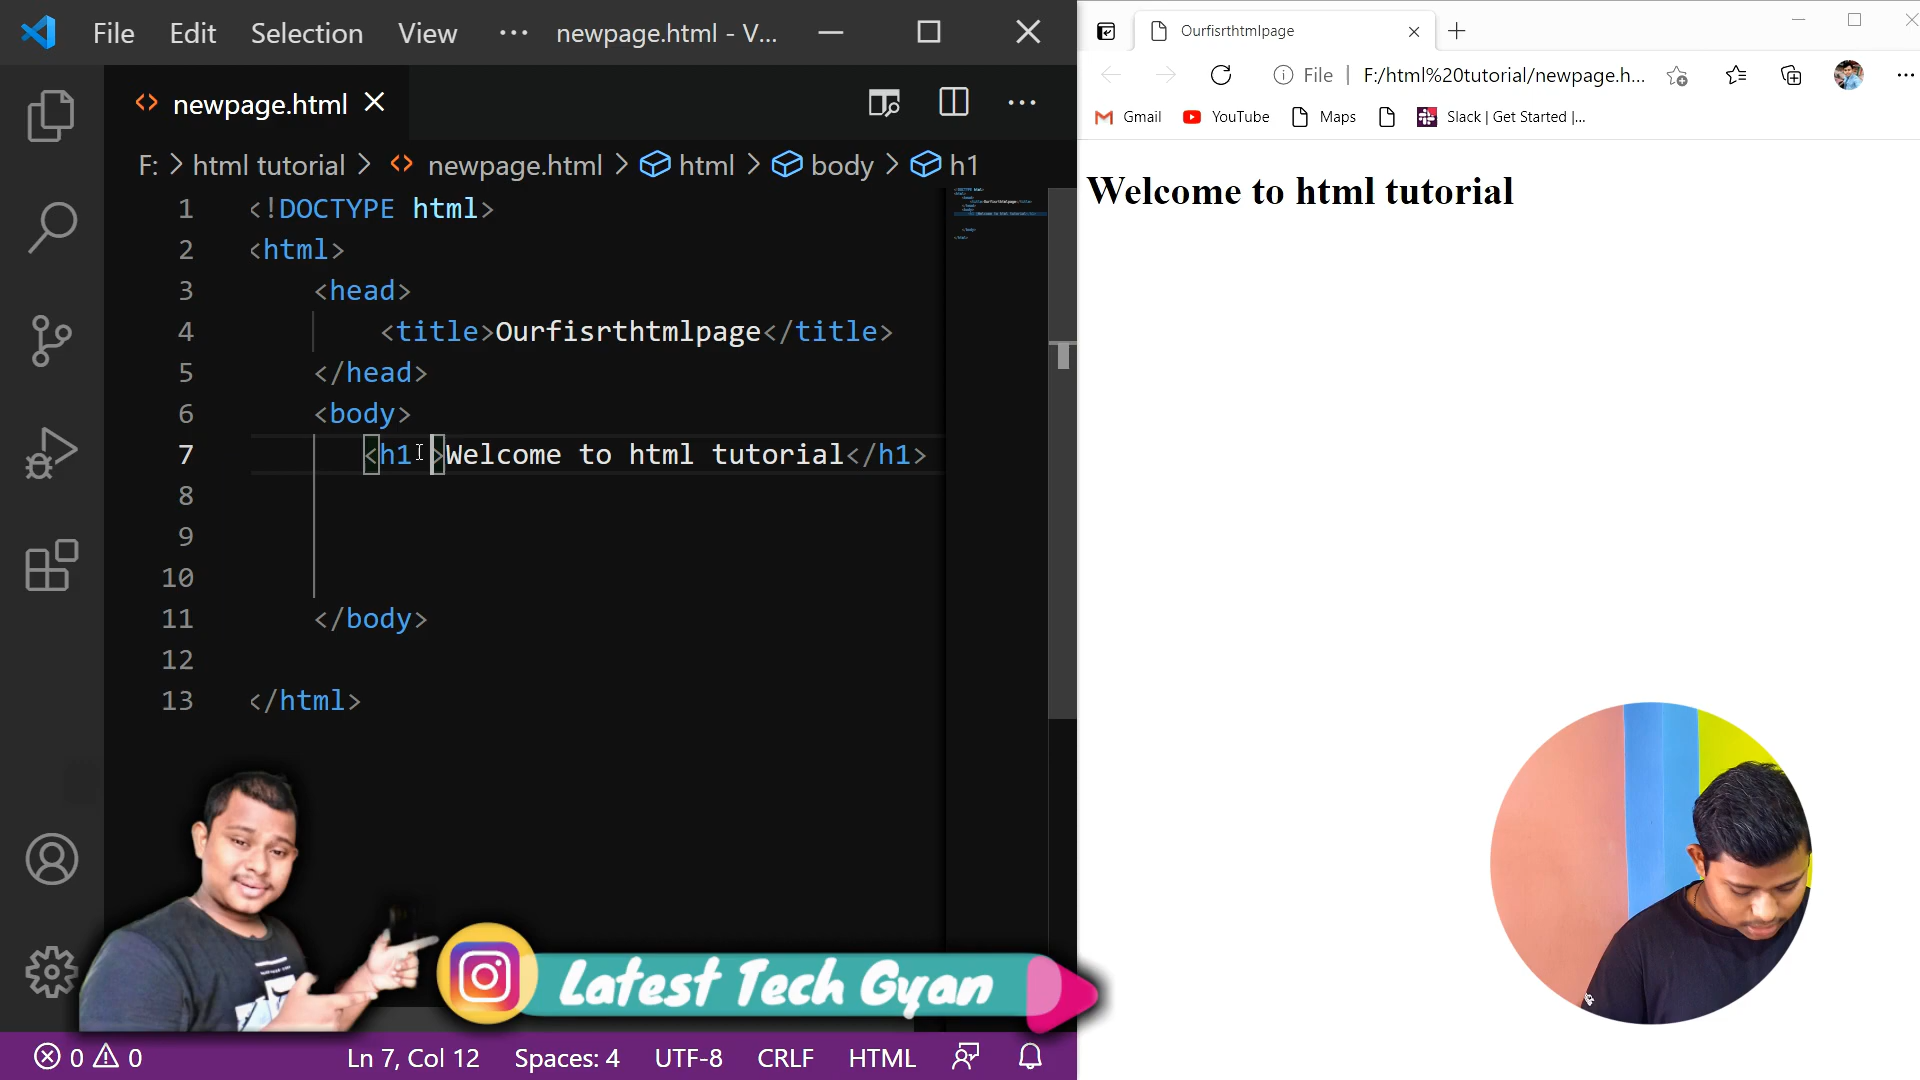 File Edit Selection View ··· newpage.html - V...
newpage.html
F: > html tutorial > newpage.html > html > body > h1
1 <!DOCTYPE html>
2 <html>
3 <head>
4 <title>Ourfisrthtmlpage</title>
5 </head>
6 <body>
7 <h1 >Welcome to html tutorial</h1>
8
9
10
11 </body>
12
13 </html>
Latest Tech Gyan
0 0 Ln 7, Col 12 Spaces: 4 UTF-8 CRLF HTML
Ourfisrthtmlpage
File F:/html%20tutorial/newpage.h...
Gmail YouTube Maps Slack | Get Started |...
Welcome to html tutorial